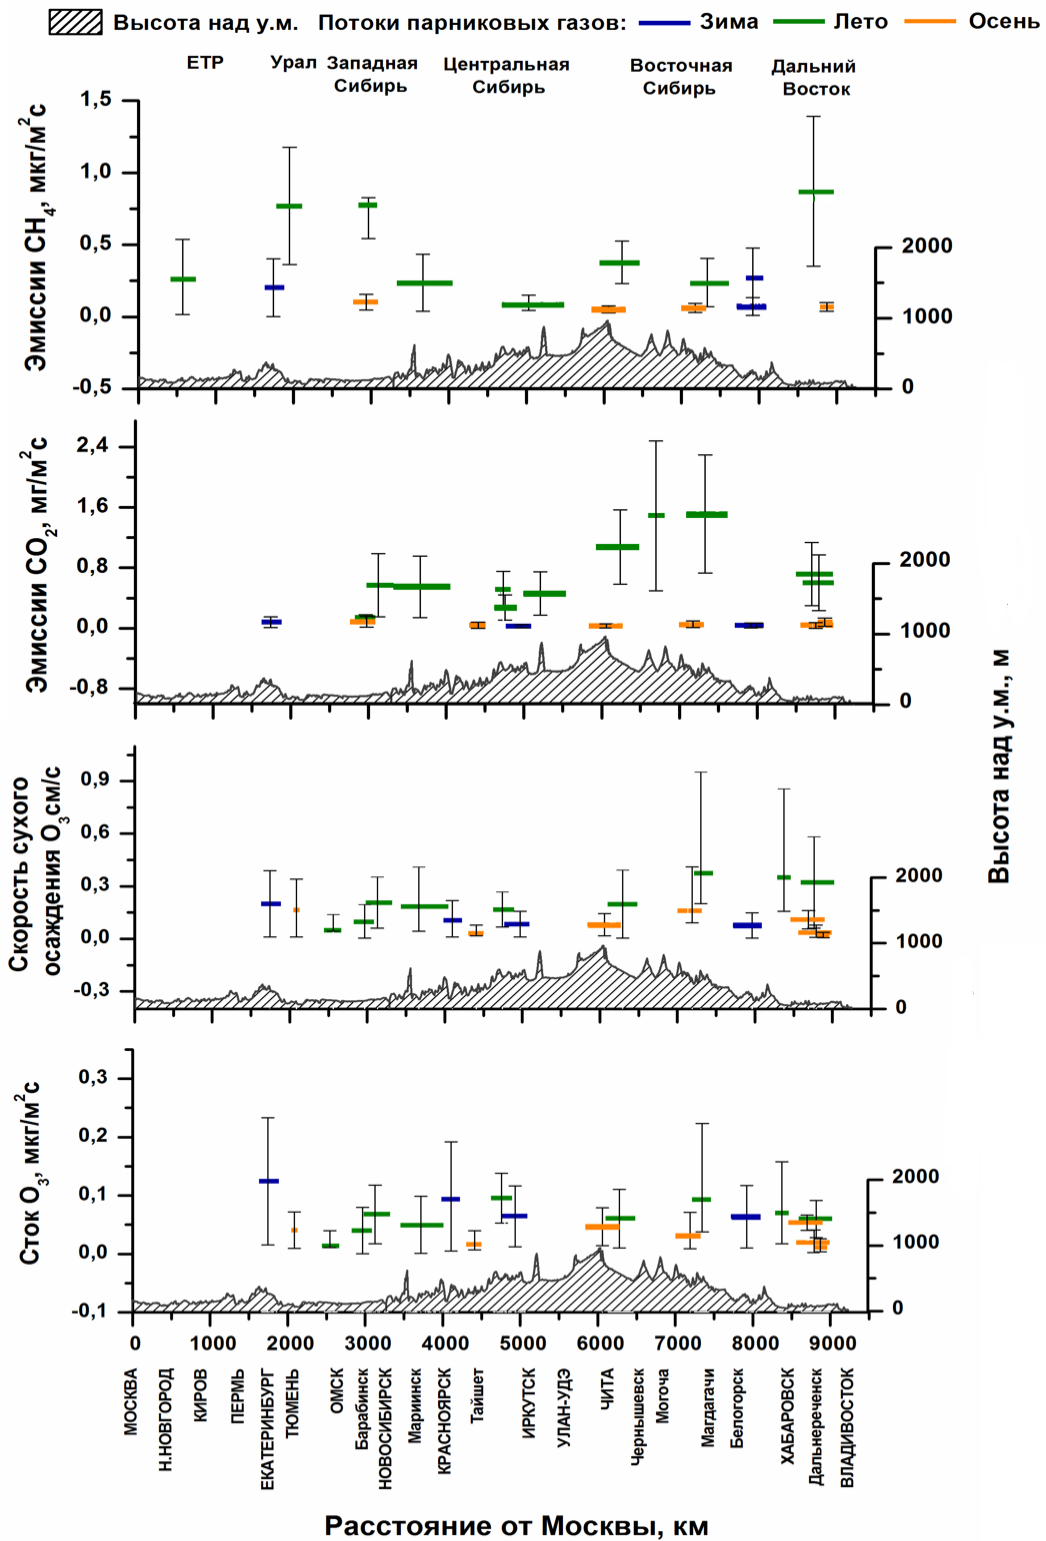 Высота над у.м. Потоки парниковых газов: Зима Лето Осень
ЕТР Урал Западная Сибирь Центральная Сибирь Восточная Сибирь Дальний Восток
Эмиссии CH4, мкг/м2с
1,5
1,0
0,5
0,0
-0,5
2000
1000
0
Эмиссии CO2, мг/м2с
2,4
1,6
0,8
0,0
-0,8
2000
1000
0
Высота над у.м., м
Скорость сухого
осаждения O3см/с
0,9
0,6
0,3
0,0
-0,3
2000
1000
0
Сток O3, мкг/м2с
0,3
0,2
0,1
0,0
-0,1
2000
1000
0
0 1000 2000 3000 4000 5000 6000 7000 8000 9000
МОСКВА
Н.НОВГОРОД
КИРОВ
ПЕРМЬ
ЕКАТЕРИНБУРГ
ТЮМЕНЬ
ОМСК
Барабинск
НОВОСИБИРСК
Мариинск
КРАСНОЯРСК
Тайшет
ИРКУТСК
УЛАН-УДЭ
ЧИТА
Чернышевск
Могоча
Магдагачи
Белогорск
ХАБАРОВСК
Дальнереченск
ВЛАДИВОСТОК
Расстояние от Москвы, км